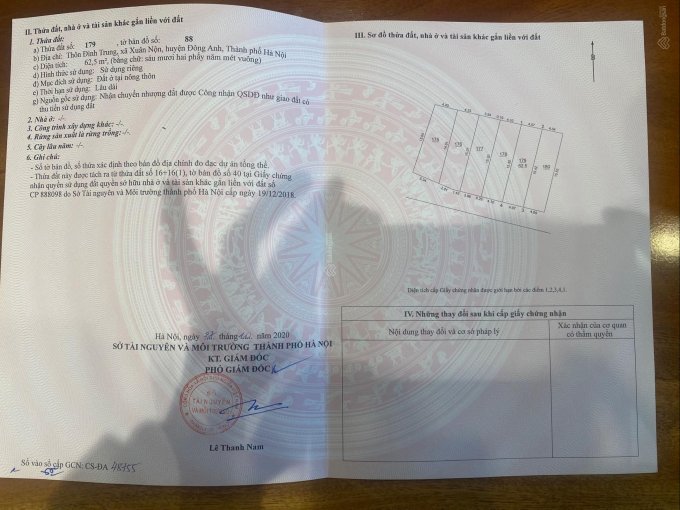 II. Thửa đất, nhà ở và tài sản khác gắn liền với đất
1. Thửa đất:
a) Thửa đất số: 179 , tờ bản đồ số: 88
b) Địa chỉ: Thôn Đình Trung, xã Xuân Nộn, huyện Đông Anh, Thành phố Hà Nội
c) Diện tích: 62,5 m², (bằng chữ: sáu mươi hai phẩy năm mét vuông)
d) Hình thức sử dụng: Sử dụng riêng
đ) Mục đích sử dụng: Đất ở tại nông thôn
e) Thời hạn sử dụng: Lâu dài
g) Nguồn gốc sử dụng: Nhận chuyển nhượng đất được Công nhận QSDĐ như giao đất có
thu tiền sử dụng đất
2. Nhà ở: -/-
3. Công trình xây dựng khác: -/-
4. Rừng sản xuất là rừng trồng: -/-
5. Cây lâu năm: -/-
6. Ghi chú:
- Số tờ bản đồ, số thửa xác định theo bản đồ địa chính đo đạc dự án tổng thể.
- Thửa đất này được tách ra từ thửa đất số 16+16(1), tờ bản đồ số 40 tại Giấy chứng
nhận quyền sử dụng đất quyền sở hữu nhà ở và tài sản khác gắn liền với đất số
CP 888098 do Sở Tài nguyên và Môi trường thành phố Hà Nội cấp ngày 19/12/2018.
Hà Nội, ngày tháng năm 2020
SỞ TÀI NGUYÊN VÀ MÔI TRƯỜNG THÀNH PHỐ HÀ NỘI
KT. GIÁM ĐỐC
PHÓ GIÁM ĐỐC
SỞ
TÀI NGUYÊN
VÀ MÔI TRƯỜNG
Lê Thanh Nam
Số vào sổ cấp GCN: CS-ĐA 48755
III. Sơ đồ thửa đất, nhà ở và tài sản khác gắn liền với đất
175 176 177 179 180
62,5
Diện tích cấp Giấy chứng nhận được giới hạn bởi các điểm 1,2,3,4,1.
IV. Những thay đổi sau khi cấp giấy chứng nhận
Nội dung thay đổi và cơ sở pháp lý
Xác nhận của cơ quan
có thẩm quyền